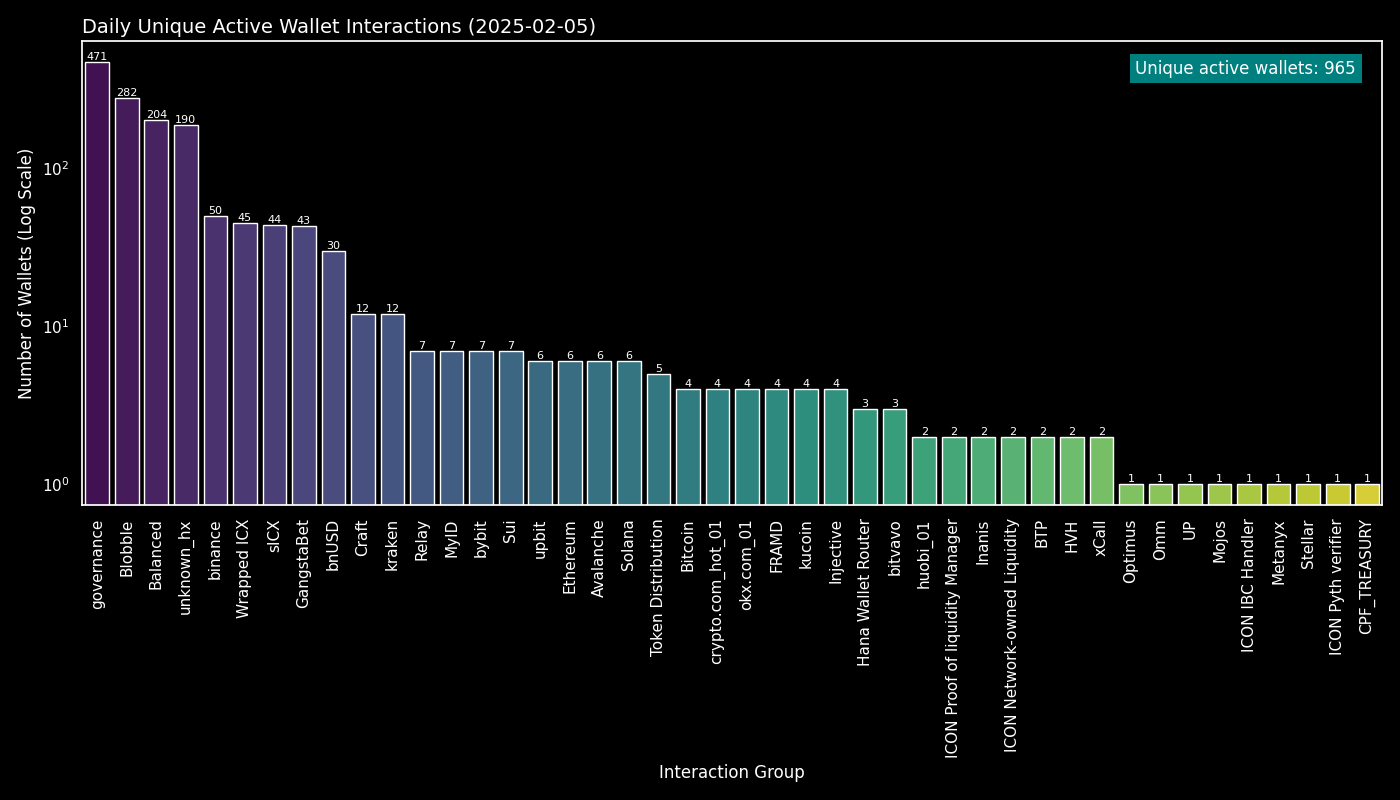 Daily Unique Active Wallet Interactions (2025-02-05)
Unique active wallets: 965
Number of Wallets (Log Scale)
10²
10¹
10⁰
471
282
204
190
50
45
44
43
30
12
12
7
7
7
7
6
6
6
6
5
4
4
4
4
4
4
3
3
2
2
2
2
2
2
2
1
1
1
1
1
1
1
1
1
governance
Blobble
Balanced
unknown_hx
binance
Wrapped ICX
sICX
GangstaBet
bnUSD
Craft
kraken
Relay
MyID
bybit
Sui
upbit
Ethereum
Avalanche
Solana
Token Distribution
Bitcoin
crypto.com_hot_01
okx.com_01
FRAMD
kucoin
Injective
Hana Wallet Router
bitvavo
huobi_01
ICON Proof of liquidity Manager
Inanis
ICON Network-owned Liquidity
BTP
HVH
xCall
Optimus
Omm
UP
Mojos
ICON IBC Handler
Metanyx
Stellar
ICON Pyth verifier
CPF_TREASURY
Interaction Group